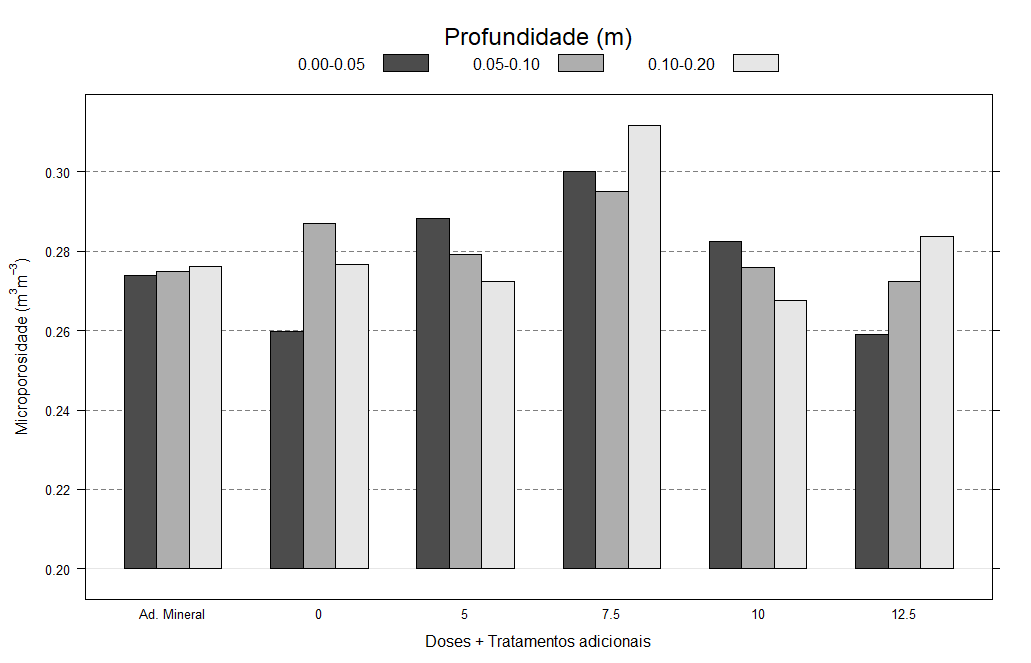 Profundidade (m)
0.00-0.05 0.05-0.10 0.10-0.20
Microporosidade (m³m⁻³)
0.30
0.28
0.26
0.24
0.22
0.20
Ad. Mineral 0 5 7.5 10 12.5
Doses + Tratamentos adicionais